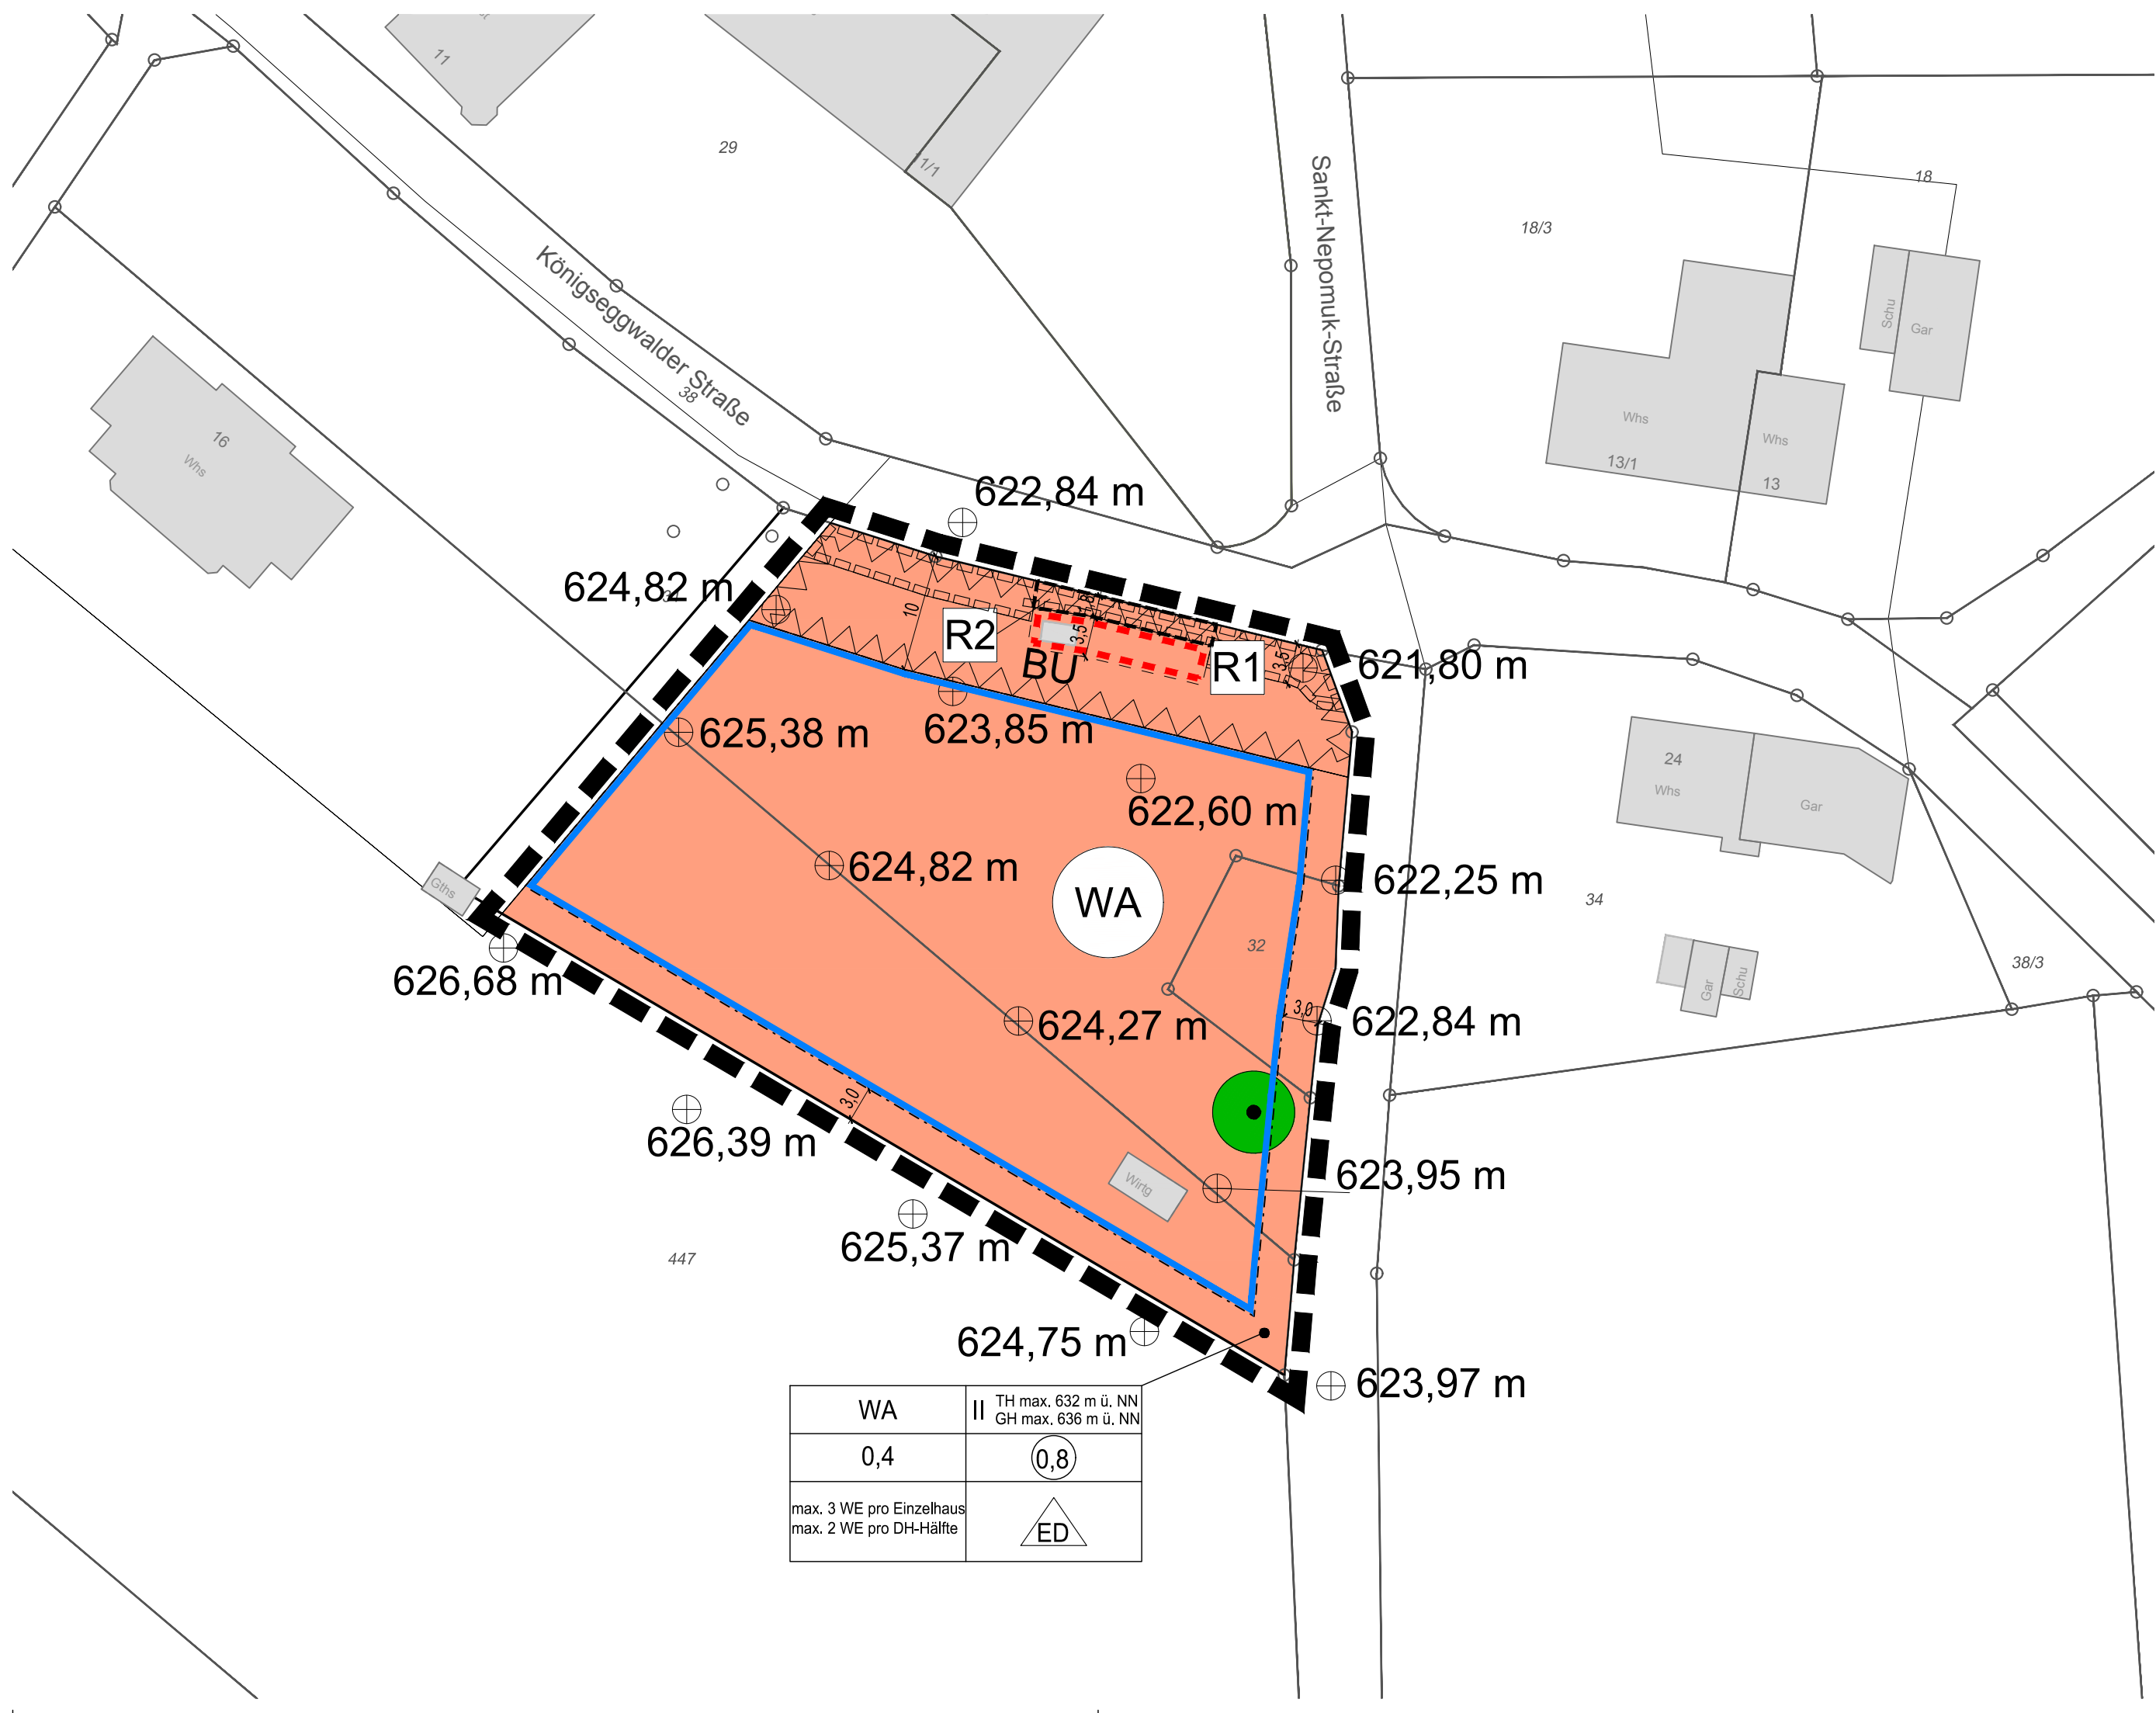 11
29
11/1
Sankt-Nepomuk-Straße
18
18/3
Königseggwalder Straße
38
Schu
Gar
16
Whs
Whs
13/1
Whs
13
622,84 m
624,82 m
10
R2
3,5
BU
R1
3,5
621,80 m
625,38 m
623,85 m
24
Whs
Gar
622,60 m
624,82 m
WA
622,25 m
34
Gths
32
Gar
Schu
38/3
626,68 m
624,27 m
3,0
622,84 m
3,0
626,39 m
Wirtg
623,95 m
625,37 m
447
624,75 m
623,97 m
WA
II TH max. 632 m ü. NN
GH max. 636 m ü. NN
0,4
0,8
max. 3 WE pro Einzelhaus
max. 2 WE pro DH-Hälfte
ED